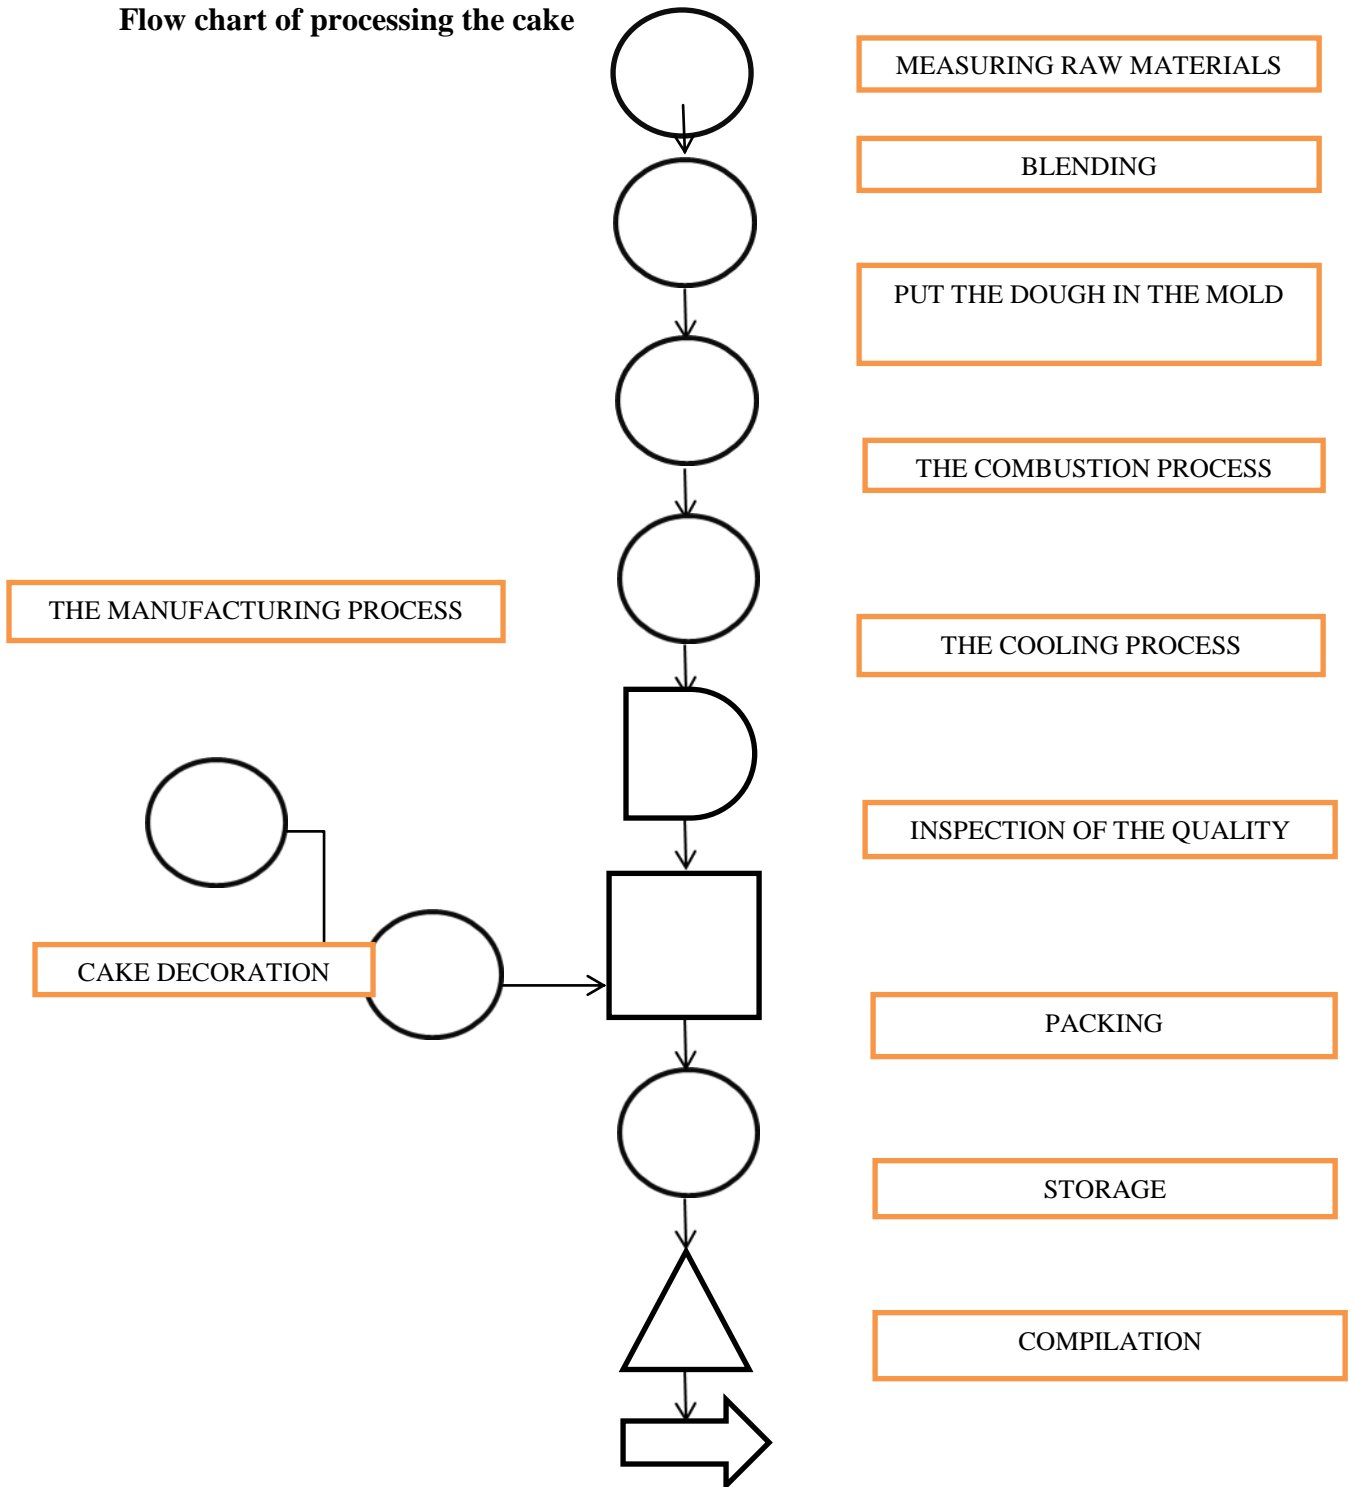 Flow chart of processing the cake
MEASURING RAW MATERIALS
BLENDING
PUT THE DOUGH IN THE MOLD
THE COMBUSTION PROCESS
THE MANUFACTURING PROCESS
THE COOLING PROCESS
INSPECTION OF THE QUALITY
CAKE DECORATION
PACKING
STORAGE
COMPILATION